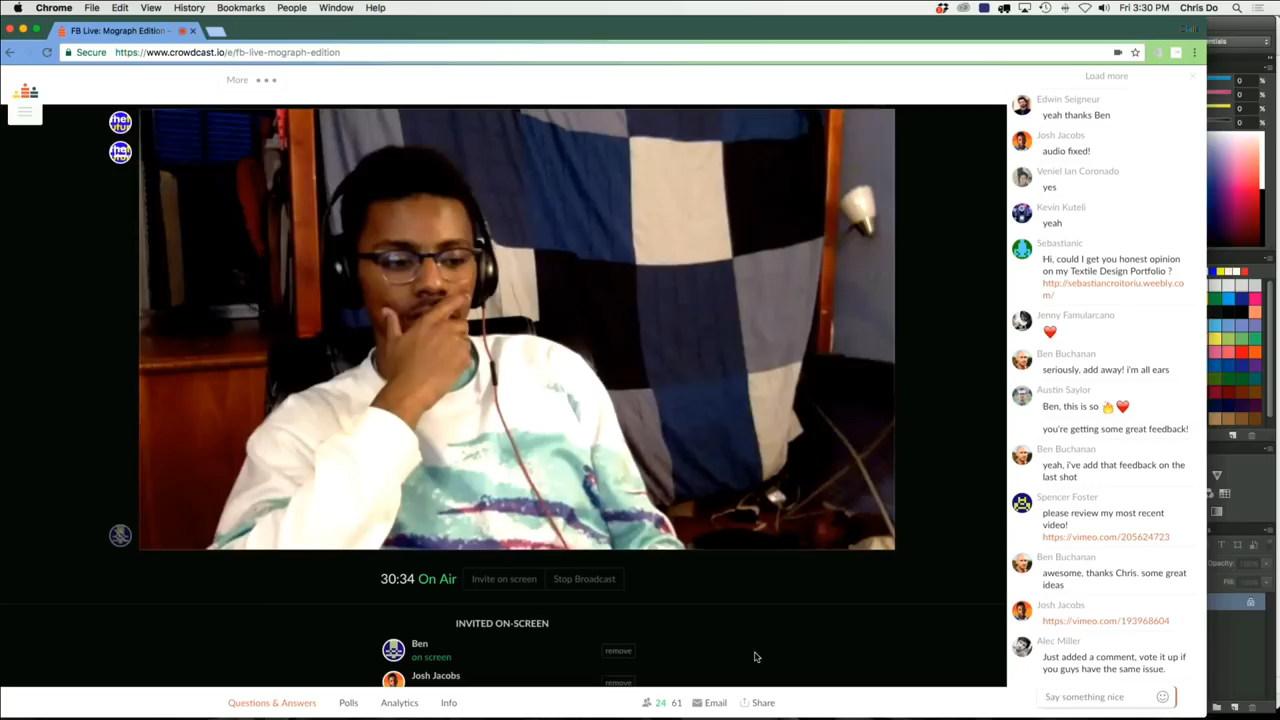 Chrome File Edit View History Bookmarks People Window Help
Fri 3:30 PM Chris Do
FB Live: Mograph Edition -
Secure https://www.crowdcast.io/e/fb-live-mograph-edition
More
Load more
Edwin Seigneur
yeah thanks Ben
Josh Jacobs
audio fixed!
Veniel Ian Coronado
yes
Kevin Kuteli
yeah
Sebastianic
Hi, could I get you honest opinion
on my Textile Design Portfolio ?
http://sebastiancroitoriu.weebly.co
m/
Jenny Famularcano
Ben Buchanan
seriously, add away! i'm all ears
Austin Saylor
Ben, this is so 🔥❤️
you're getting some great feedback!
Ben Buchanan
yeah, i've add that feedback on the
last shot
Spencer Foster
please review my most recent
video!
https://vimeo.com/205624723
Ben Buchanan
awesome, thanks Chris. some great
ideas
Josh Jacobs
https://vimeo.com/193968604
Alec Miller
Just added a comment, vote it up if
you guys have the same issue.
Say something nice
30:34 On Air Invite on screen Stop Broadcast
INVITED ON-SCREEN
Ben
on screen
remove
Josh Jacobs
remove
Questions & Answers Polls Analytics Info 24 61 Email Share